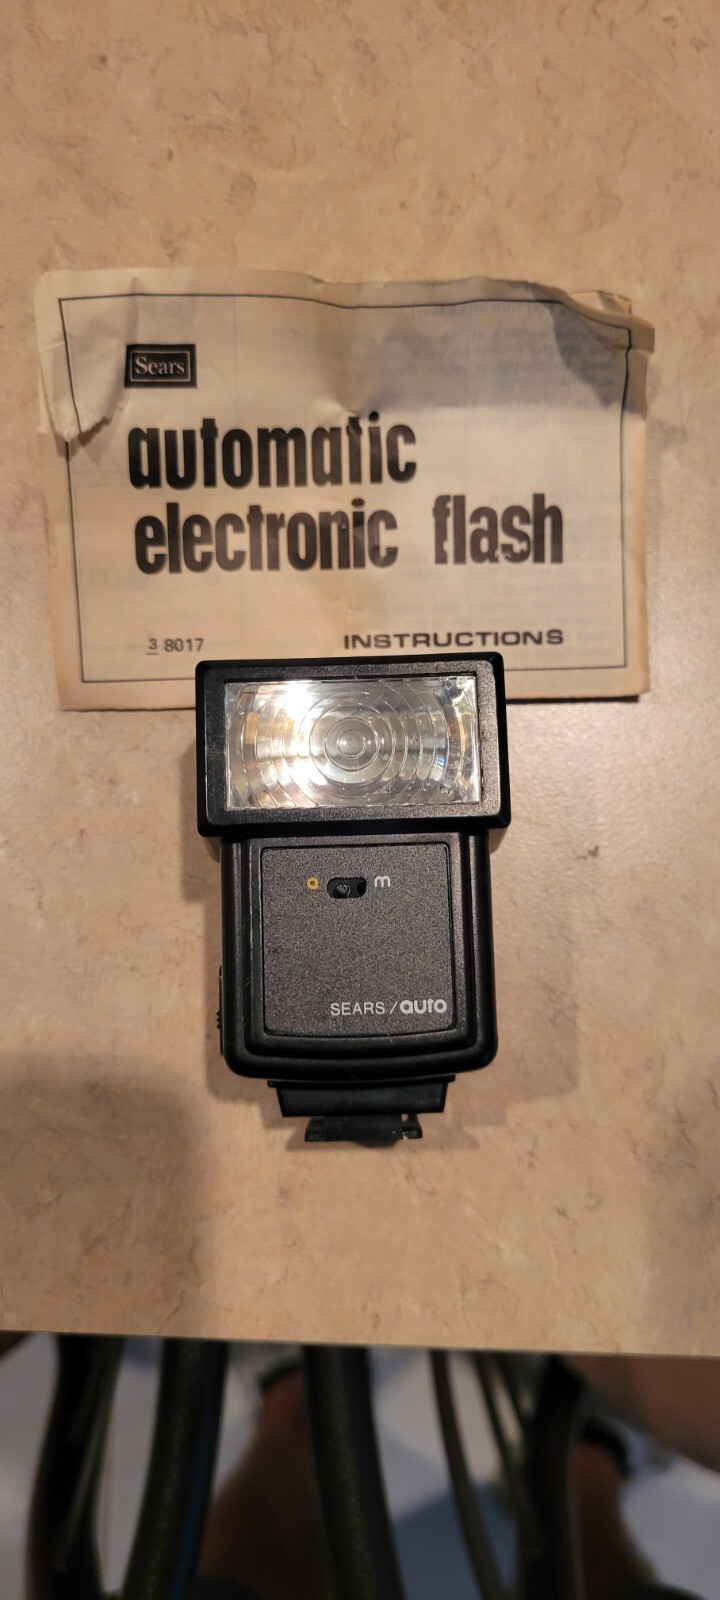 Sears
automatic
electronic flash
3 8017
INSTRUCTIONS
a m
SEARS/auto